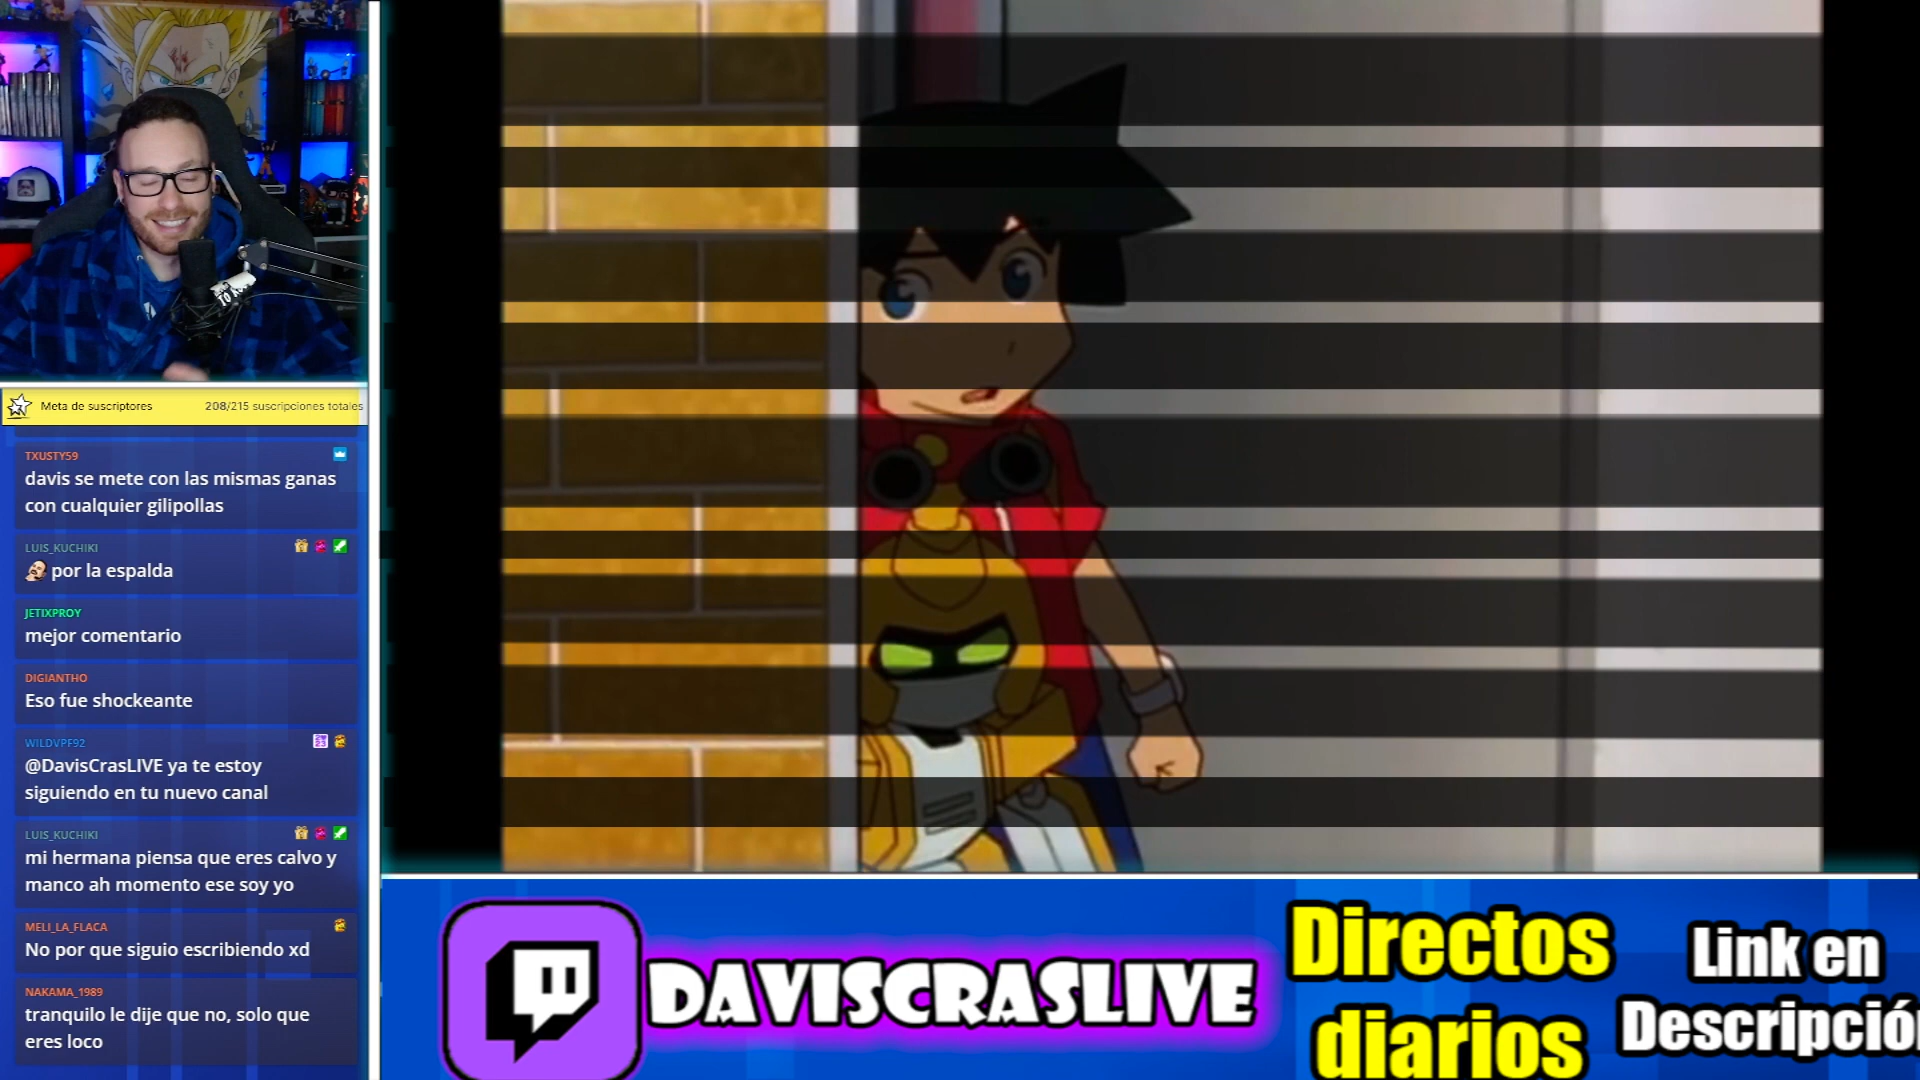 Meta de suscriptores 208/215 suscripciones totales
TXUSTY59
davis se mete con las mismas ganas
con cualquier gilipollas
LUIS_KUCHIKI
por la espalda
JETIXPROY
mejor comentario
DIGIANTHO
Eso fue shockeante
WILDVPF92
@DavisCrasLIVE ya te estoy
siguiendo en tu nuevo canal
LUIS_KUCHIKI
mi hermana piensa que eres calvo y
manco ah momento ese soy yo
MELI_LA_FLACA
No por que siguio escribiendo xd
NAKAMA_1989
tranquilo le dije que no, solo que
eres loco
DAVISCRASLIVE
Directos
diarios
Link en
Descripción